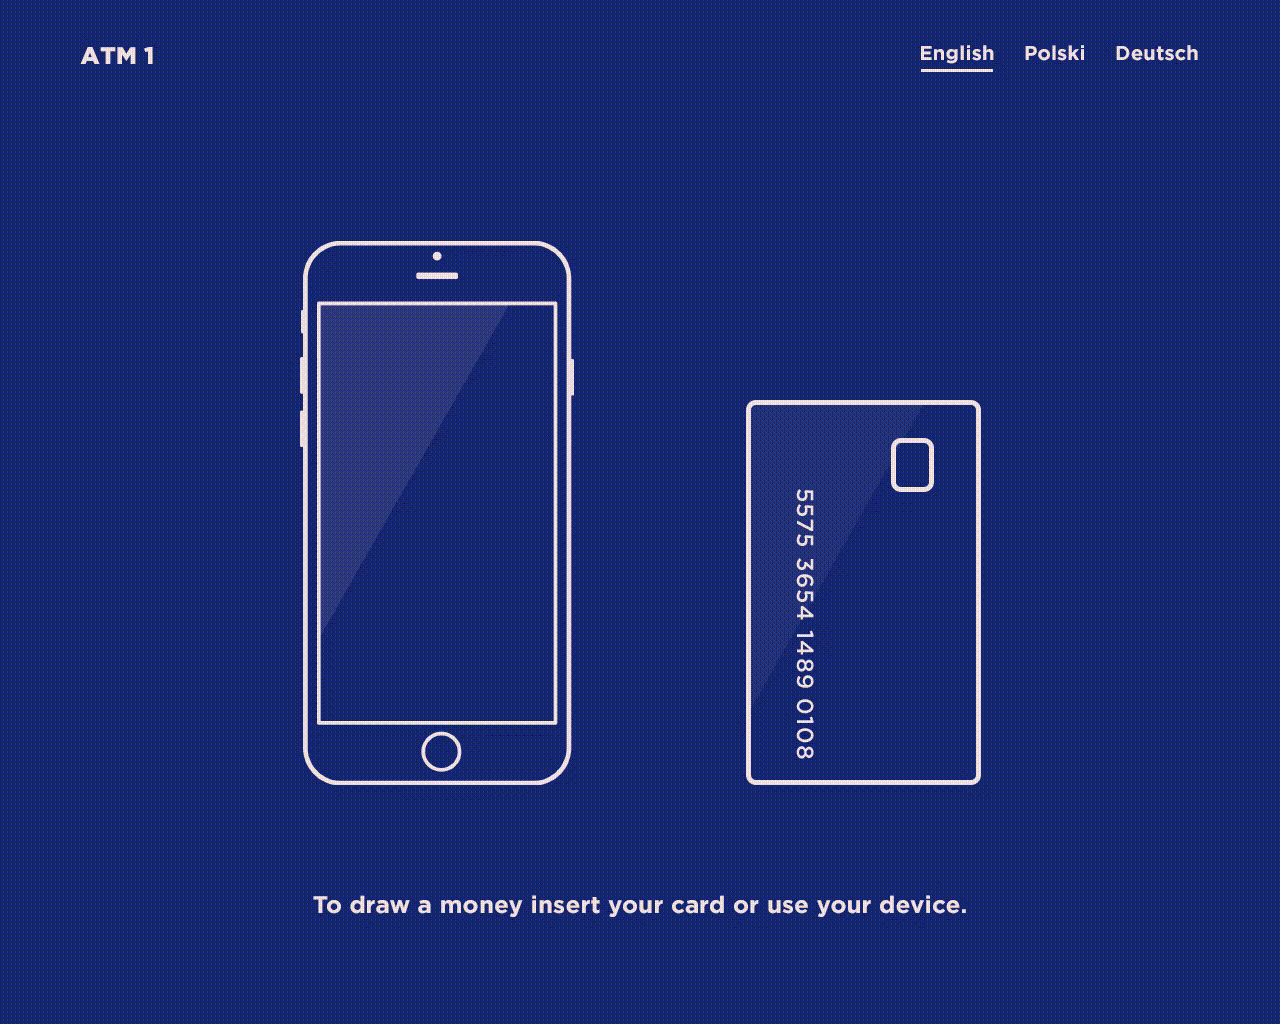 ATM 1
English Polski Deutsch
5575 3654 1489 0108
To draw a money insert your card or use your device.